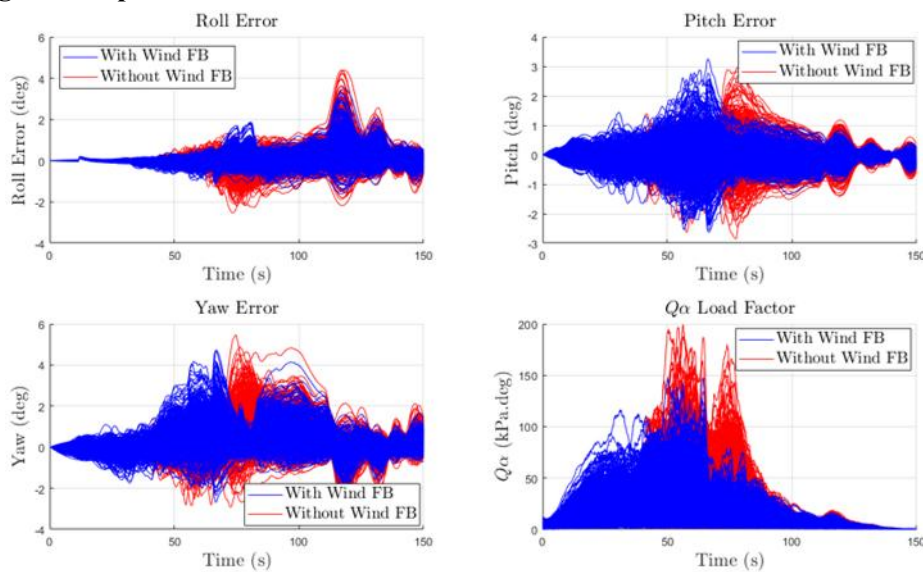 Roll Error
6
4
2
0
-2
-4
0
50
100
150
Roll Error (deg)
Time (s)
With Wind FB
Without Wind FB
Pitch Error
4
3
2
1
0
-1
-2
-3
0
50
100
150
Pitch (deg)
Time (s)
With Wind FB
Without Wind FB
Yaw Error
6
4
2
0
-2
-4
0
50
100
150
Yaw (deg)
Time (s)
With Wind FB
Without Wind FB
Qα Load Factor
200
150
100
50
0
0
50
100
150
Qα (kPa.deg)
Time (s)
With Wind FB
Without Wind FB